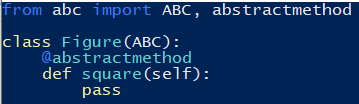 from abc import ABC, abstractmethod
class Figure(ABC):
    @abstractmethod
    def square(self):
        pass